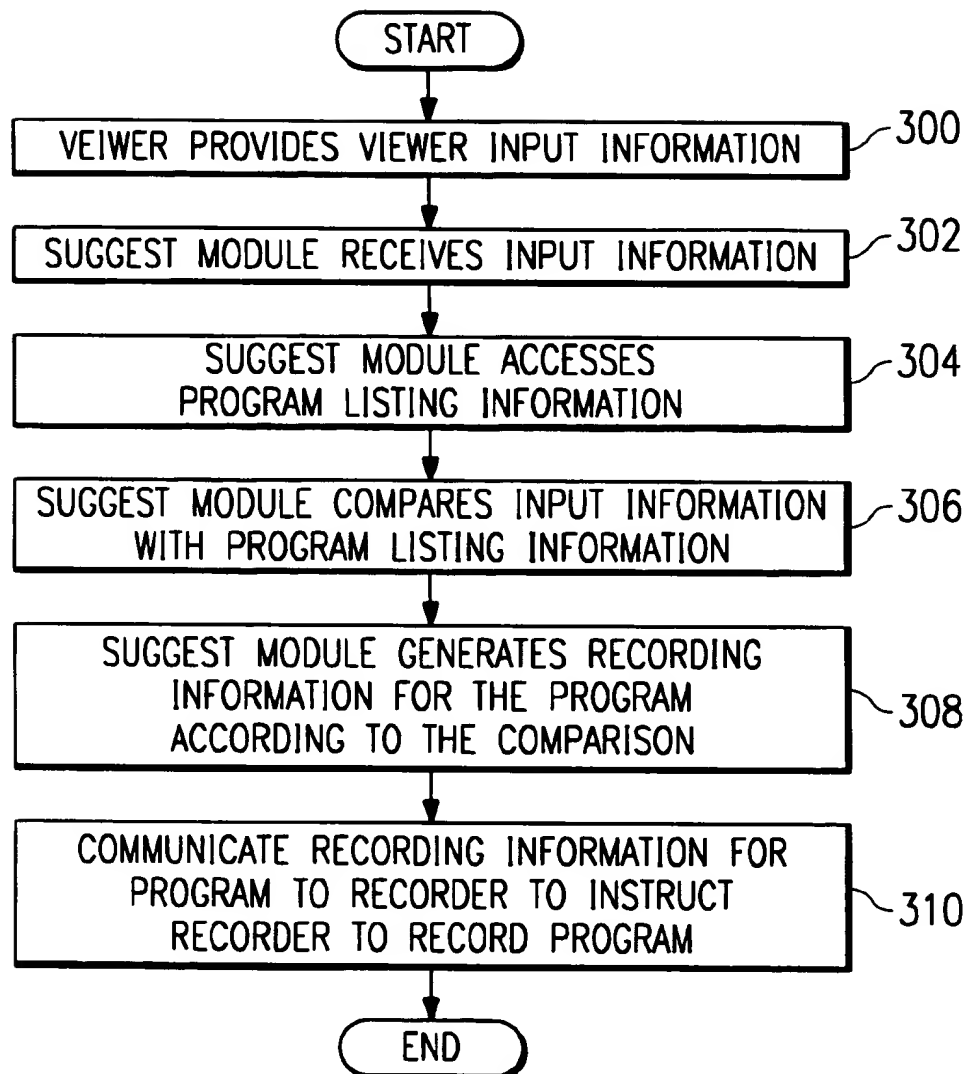 START
VEIWER PROVIDES VIEWER INPUT INFORMATION
300
SUGGEST MODULE RECEIVES INPUT INFORMATION
302
SUGGEST MODULE ACCESSES
PROGRAM LISTING INFORMATION
304
SUGGEST MODULE COMPARES INPUT INFORMATION
WITH PROGRAM LISTING INFORMATION
306
SUGGEST MODULE GENERATES RECORDING
INFORMATION FOR THE PROGRAM
ACCORDING TO THE COMPARISON
308
COMMUNICATE RECORDING INFORMATION FOR
PROGRAM TO RECORDER TO INSTRUCT
RECORDER TO RECORD PROGRAM
310
END